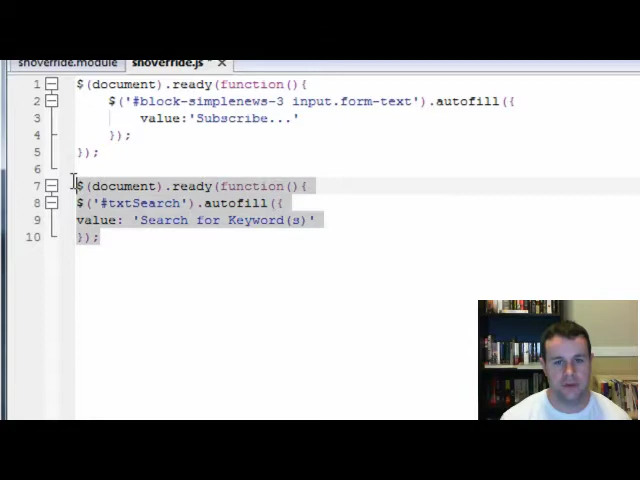 shoverride.module shoverride.js * ×
1 $(document).ready(function(){
2 $('#block-simplenews-3 input.form-text').autofill({
3 value:'Subscribe...'
4 });
5 });
6
7 $(document).ready(function(){
8 $('#txtSearch').autofill({
9 value: 'Search for Keyword(s)'
10 });